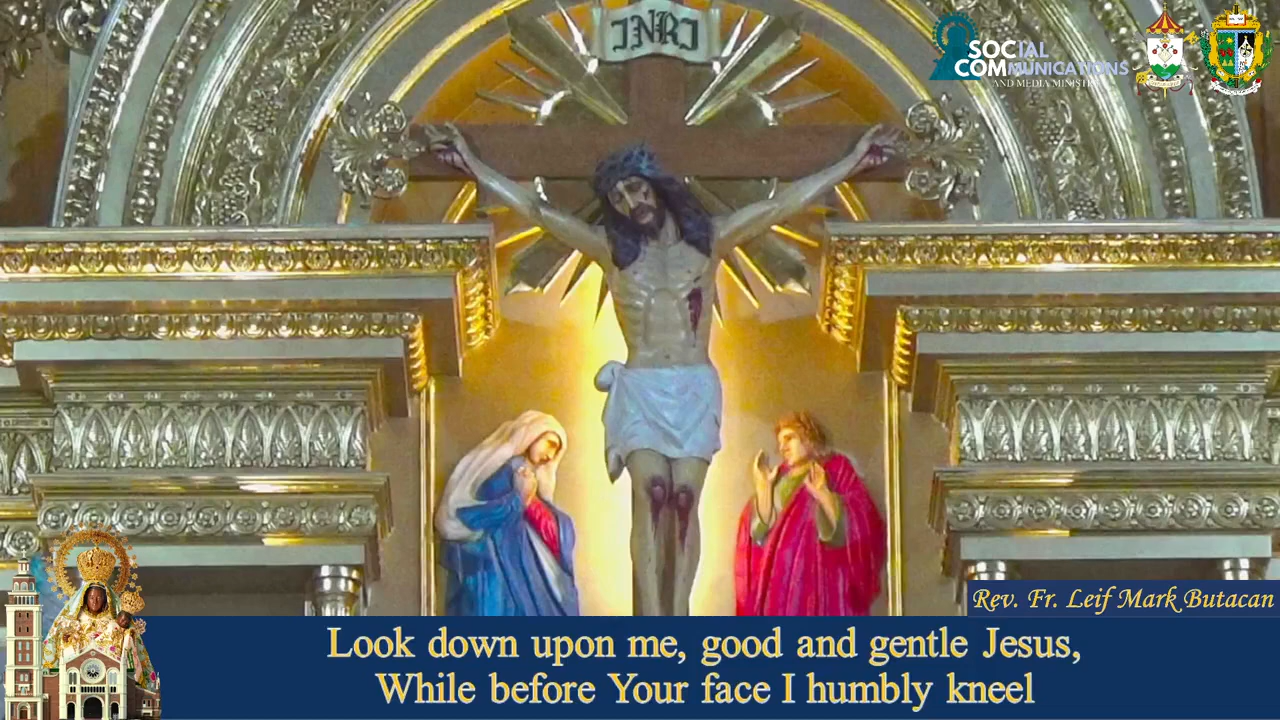 INRI
SOCIAL
COMMUNICATIONS
AND MEDIA MINISTRY
Rev. Fr. Leif Mark Butacan
Look down upon me, good and gentle Jesus,
While before Your face I humbly kneel